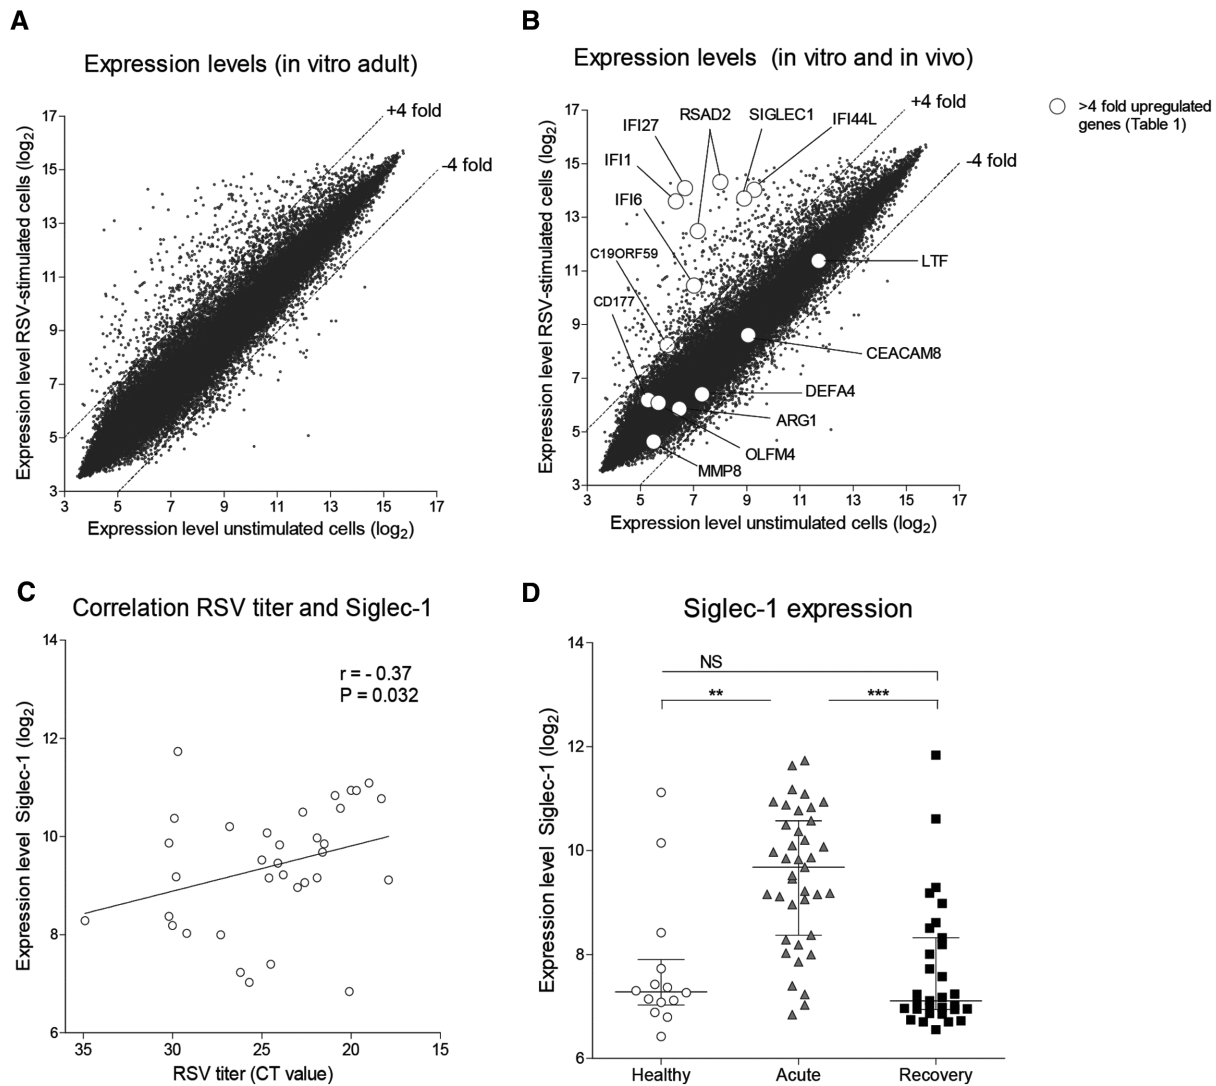 A
Expression levels (in vitro adult)
17
15
13
11
9
7
5
3
3
5
7
9
11
13
15
17
+4 fold
-4 fold
Expression level RSV-stimulated cells (log2)
Expression level unstimulated cells (log2)
B
Expression levels (in vitro and in vivo)
17
15
13
11
9
7
5
3
3
5
7
9
11
13
15
17
+4 fold
-4 fold
RSAD2
SIGLEC1
IFI44L
IFI27
IFI1
IFI6
C19ORF59
CD177
LTF
CEACAM8
DEFA4
ARG1
OLFM4
MMP8
Expression level RSV-stimulated cells (log2)
Expression level unstimulated cells (log2)
>4 fold upregulated
genes (Table 1)
C
Correlation RSV titer and Siglec-1
14
12
10
8
6
35
30
25
20
15
r = - 0.37
P = 0.032
Expression level Siglec-1 (log2)
RSV titer (CT value)
D
Siglec-1 expression
14
12
10
8
6
NS
**
***
Expression level Siglec-1 (log2)
Healthy
Acute
Recovery